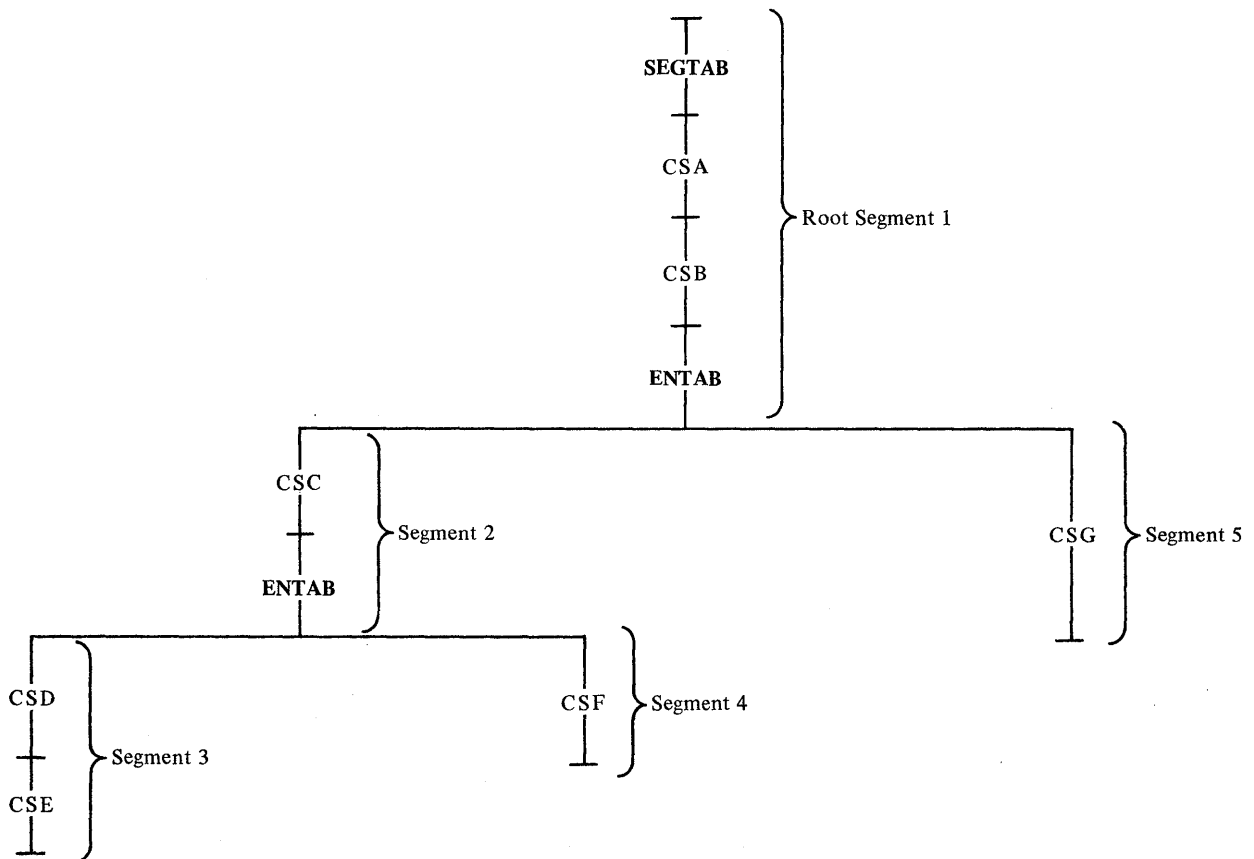 SEGTAB
CSA
Root Segment 1
CSB
ENTAB
CSC
Segment 2
CSG
Segment 5
ENTAB
CSD
CSF
Segment 4
Segment 3
CSE